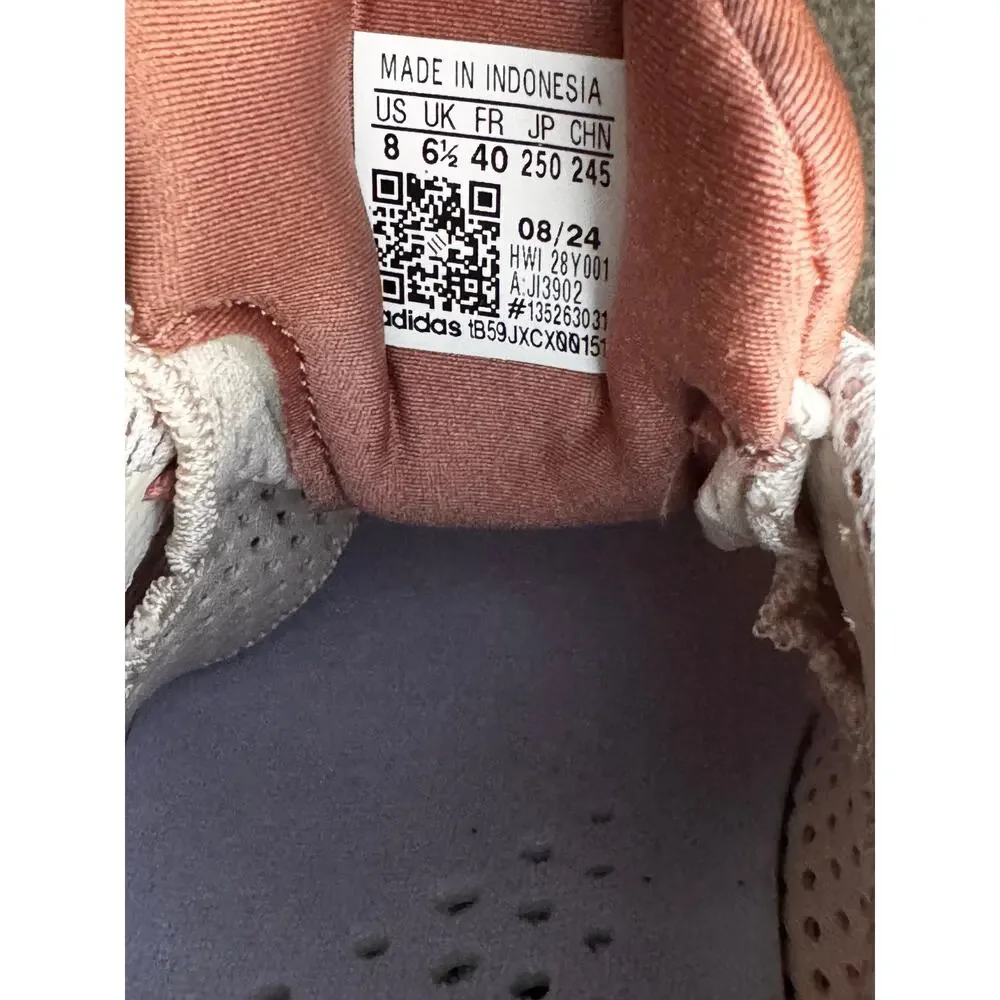 MADE IN INDONESIA
US UK FR JP CHN
8 6½ 40 250 245
08/24
HWI 28Y001
A:JI3902
#135263031
adidas tB59JXCXQQ151